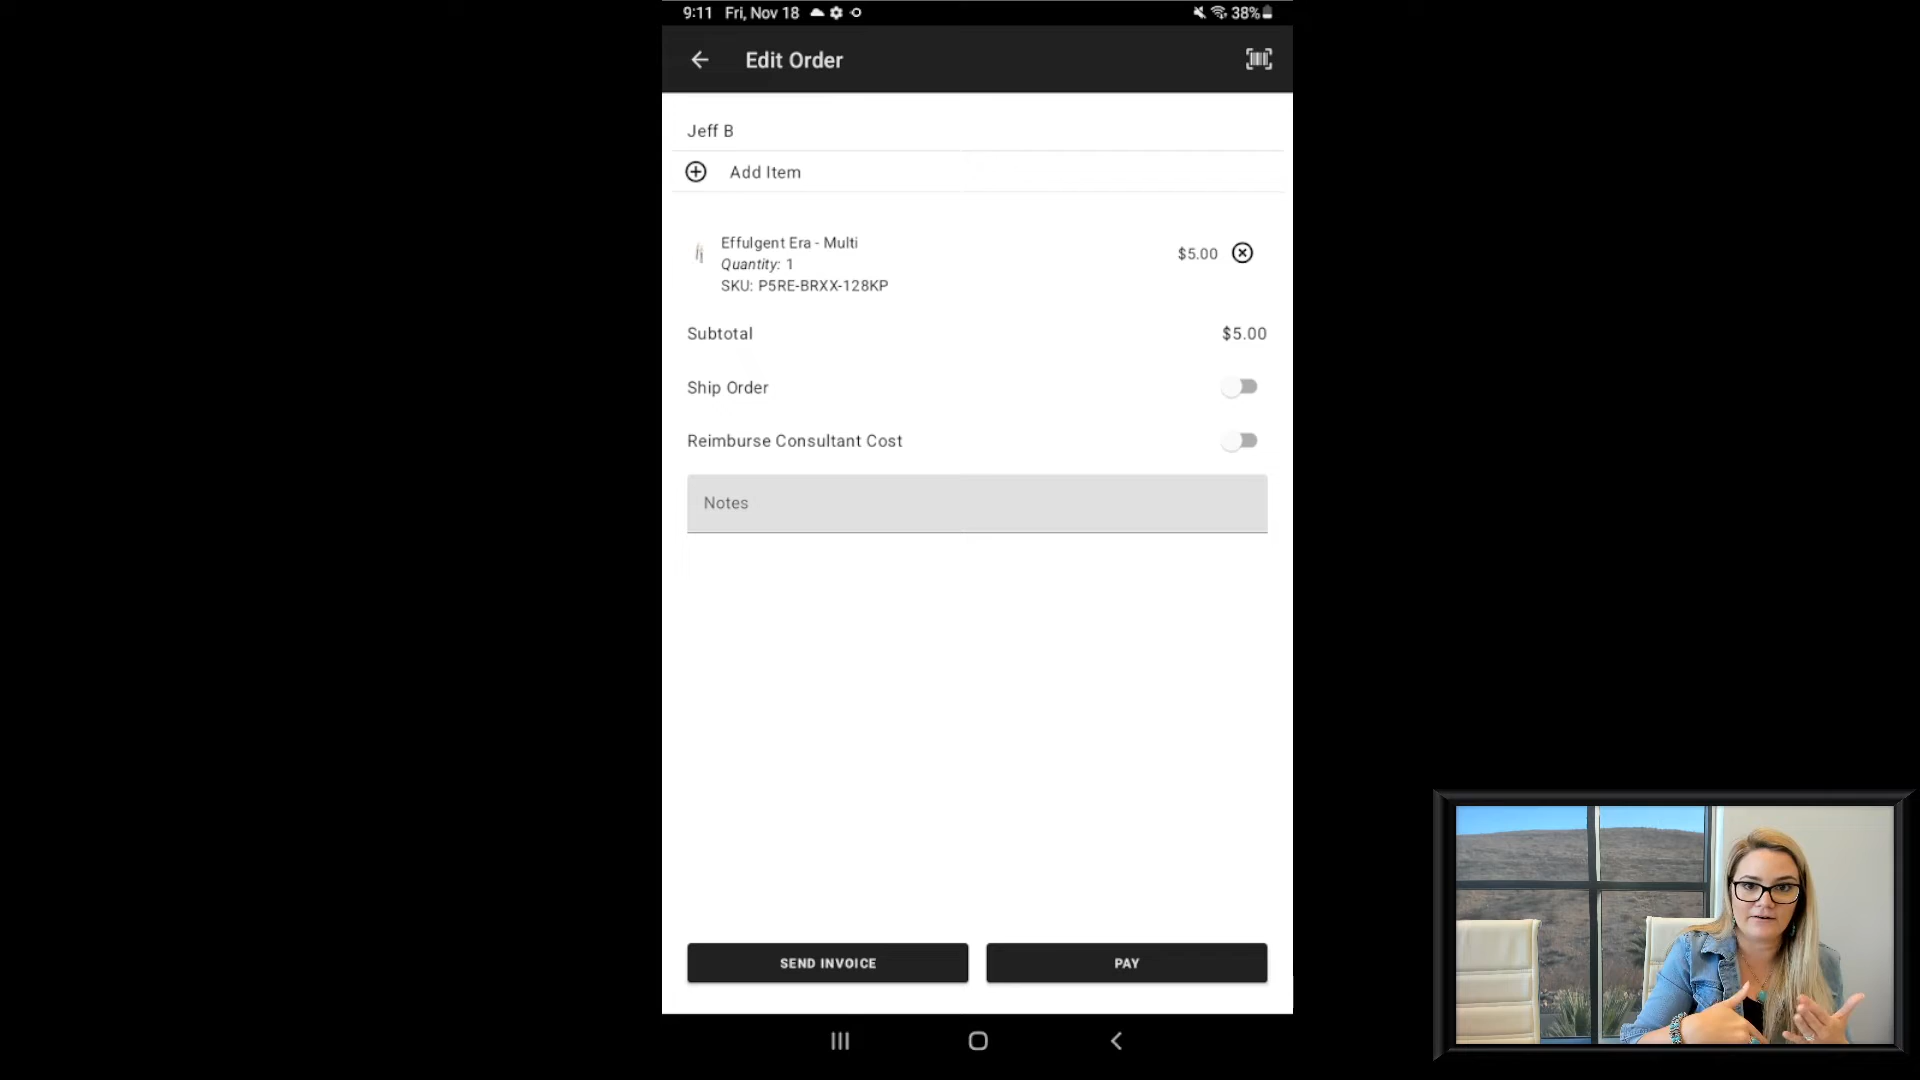 9:11 Fri, Nov 18
38%
Edit Order
Jeff B
Add Item
Effulgent Era - Multi
$5.00
Quantity: 1
SKU: P5RE-BRXX-128KP
Subtotal
$5.00
Ship Order
Reimburse Consultant Cost
Notes
SEND INVOICE
PAY